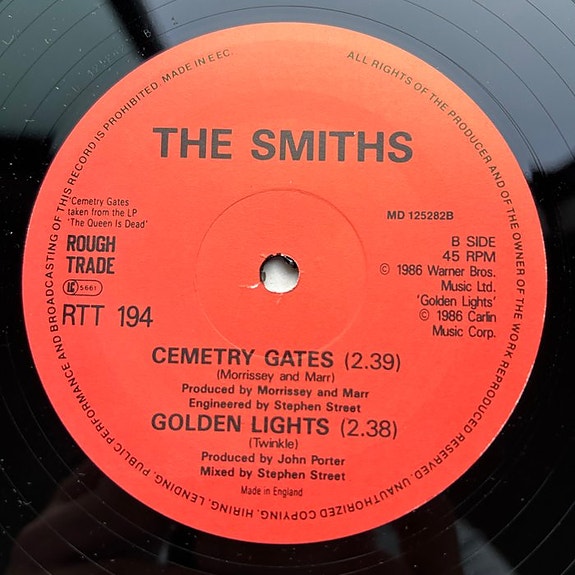 PUBLIC PERFORMANCE AND BROADCASTING OF THIS RECORD IS PROHIBITED. MADE IN EEC.
ALL RIGHTS OF THE PRODUCER AND OF THE OWNER OF THE WORK REPRODUCED RESERVED. UNAUTHORIZED COPYING, HIRING, LENDING,
THE SMITHS
'Cemetry Gates
taken from the LP
'The Queen Is Dead'
ROUGH
TRADE
LC 5661
RTT 194
MD 125282B
B SIDE
45 RPM
© 1986 Warner Bros.
Music Ltd.
'Golden Lights'
© 1986 Carlin
Music Corp.
CEMETRY GATES (2.39)
(Morrissey and Marr)
Produced by Morrissey and Marr
Engineered by Stephen Street
GOLDEN LIGHTS (2.38)
(Twinkle)
Produced by John Porter
Mixed by Stephen Street
Made in England